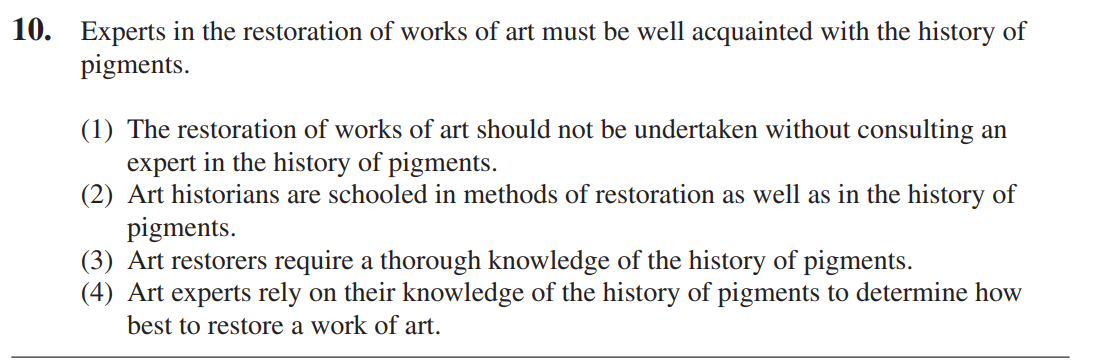 10. Experts in the restoration of works of art must be well acquainted with the history of
pigments.
(1) The restoration of works of art should not be undertaken without consulting an
expert in the history of pigments.
(2) Art historians are schooled in methods of restoration as well as in the history of
pigments.
(3) Art restorers require a thorough knowledge of the history of pigments.
(4) Art experts rely on their knowledge of the history of pigments to determine how
best to restore a work of art.